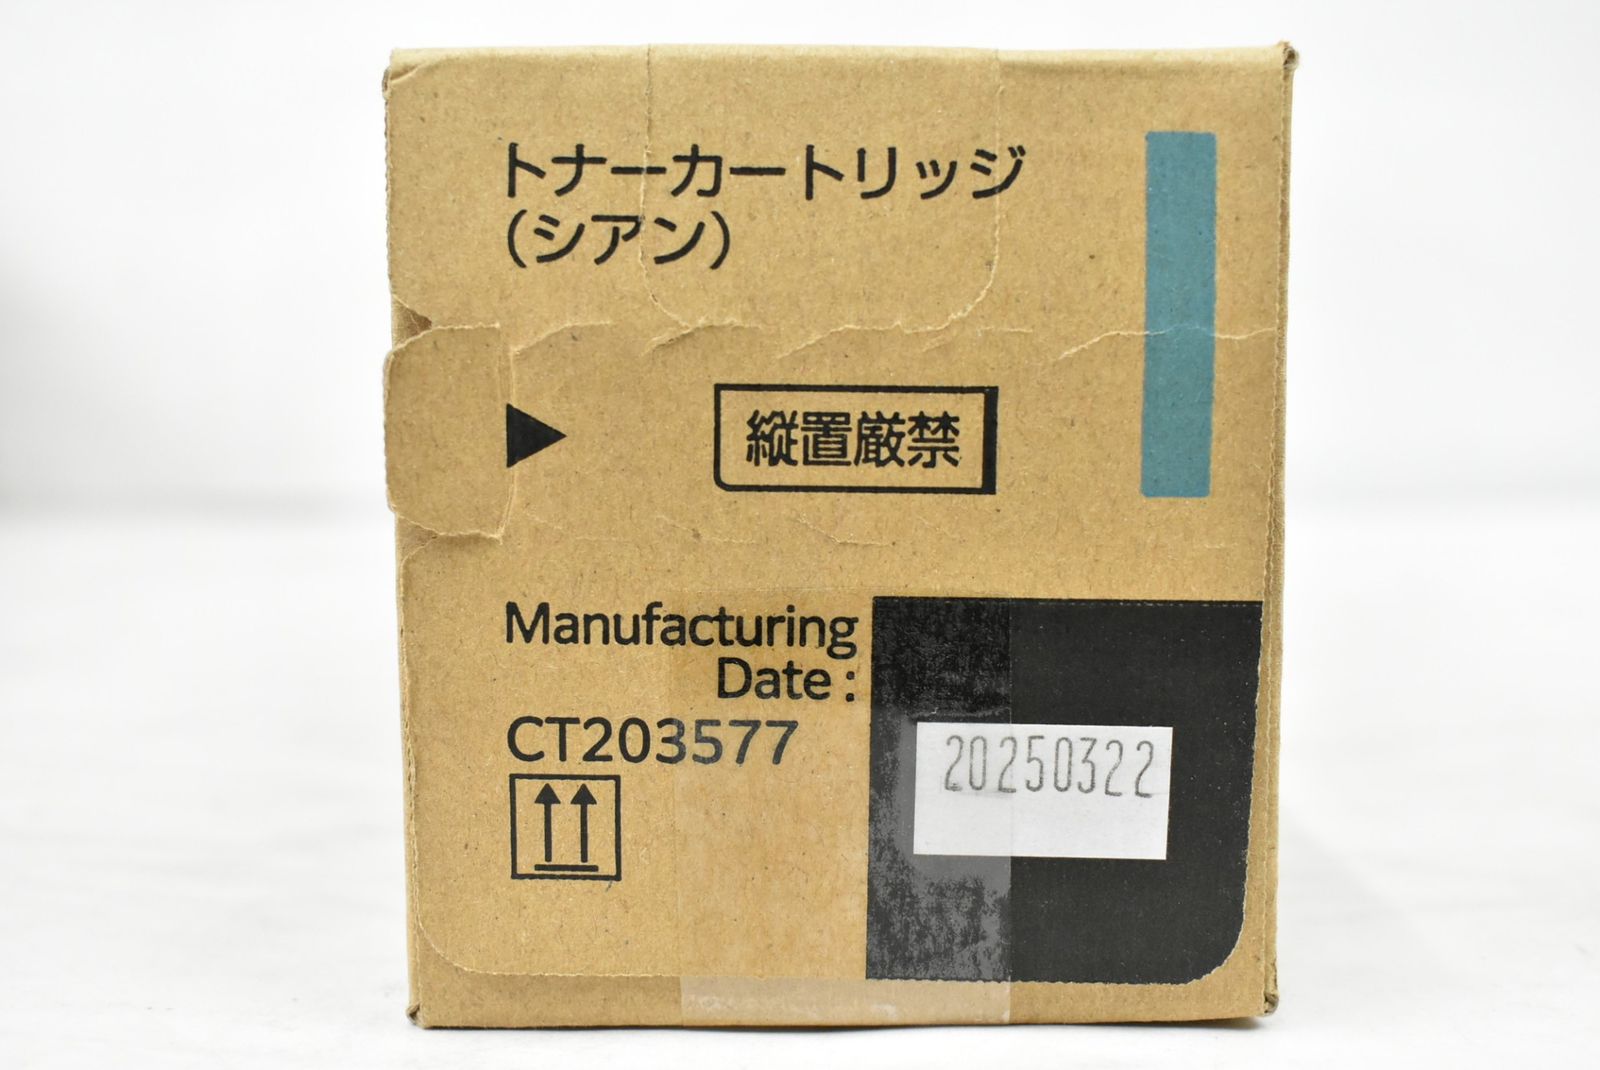 トナーカートリッジ
(シアン)
縦置厳禁
Manufacturing
Date :
CT203577
20250322